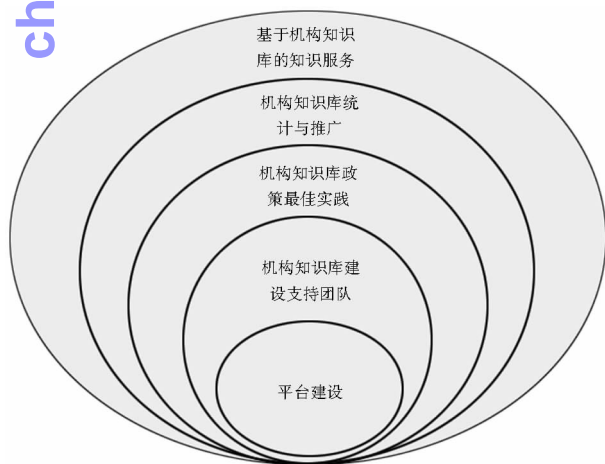 ch
基于机构知识
库的知识服务
机构知识库统
计与推广
机构知识库政
策最佳实践
机构知识库建
设支持团队
平台建设